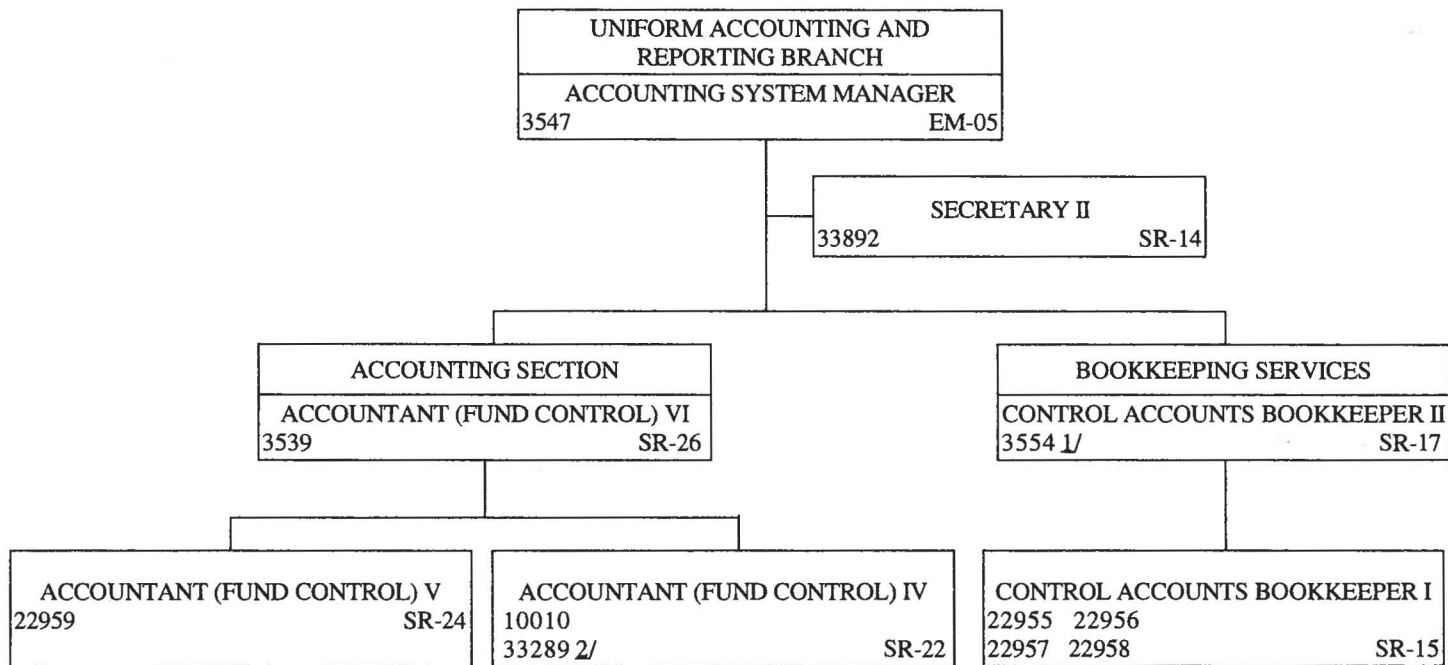 UNIFORM ACCOUNTING AND
REPORTING BRANCH
ACCOUNTING SYSTEM MANAGER
3547 EM-05
SECRETARY II
33892 SR-14
ACCOUNTING SECTION
ACCOUNTANT (FUND CONTROL) VI
3539 SR-26
BOOKKEEPING SERVICES
CONTROL ACCOUNTS BOOKKEEPER II
3554 1/ SR-17
ACCOUNTANT (FUND CONTROL) V
22959 SR-24
ACCOUNTANT (FUND CONTROL) IV
10010
33289 2/ SR-22
CONTROL ACCOUNTS BOOKKEEPER I
22955 22956
22957 22958 SR-15